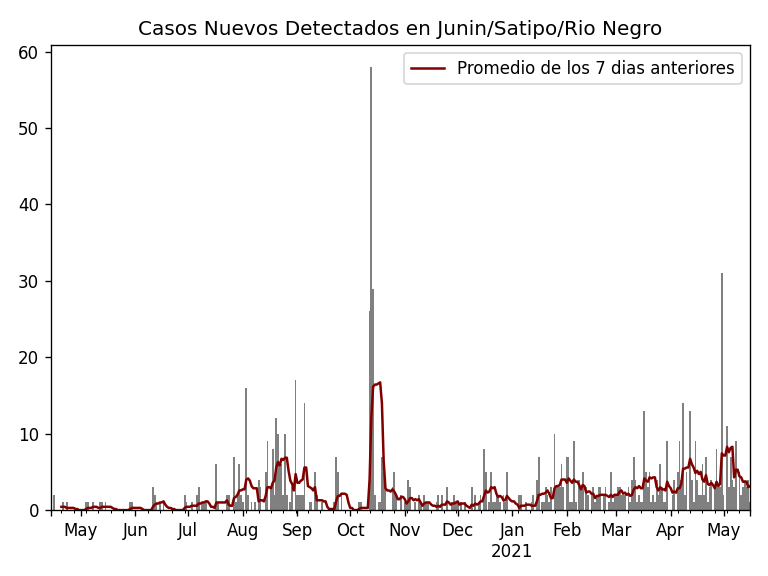 Casos Nuevos Detectados en Junin/Satipo/Rio Negro
Promedio de los 7 dias anteriores
60
50
40
30
20
10
0
May Jun Jul Aug Sep Oct Nov Dec Jan Feb Mar Apr May
2021